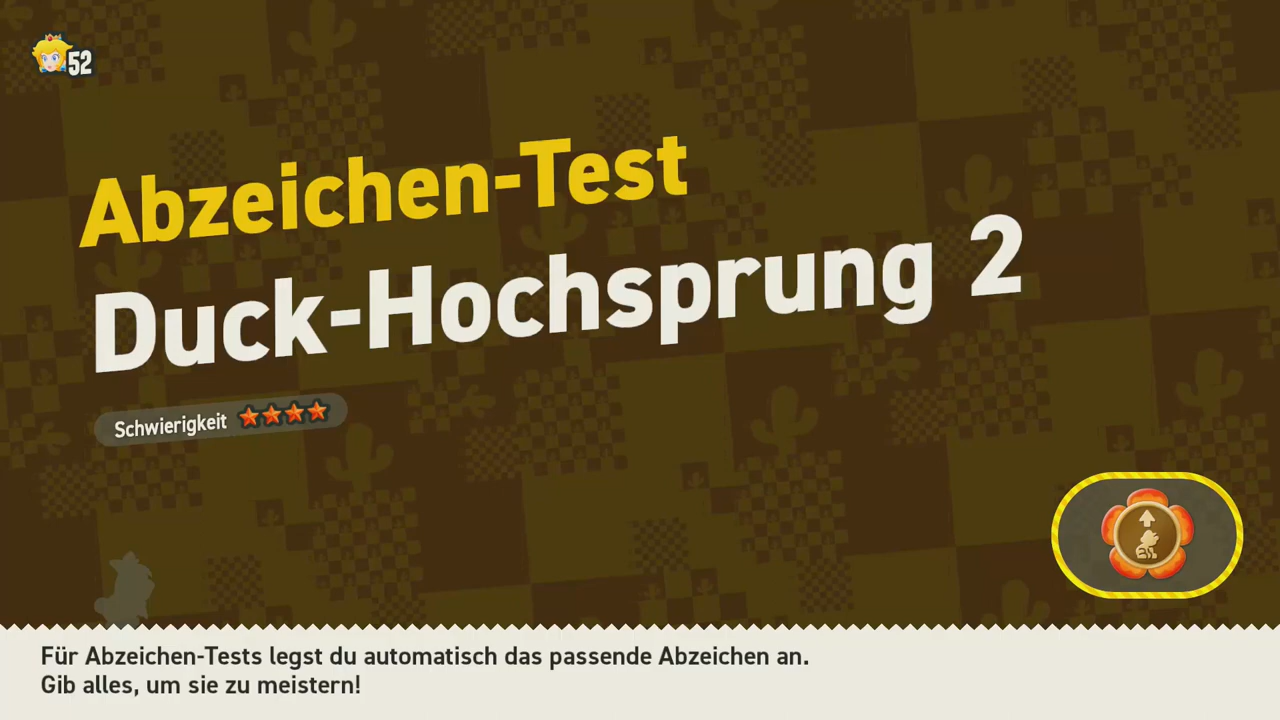 52
Abzeichen-Test
Duck-Hochsprung 2
Schwierigkeit
Für Abzeichen-Tests legst du automatisch das passende Abzeichen an.
Gib alles, um sie zu meistern!